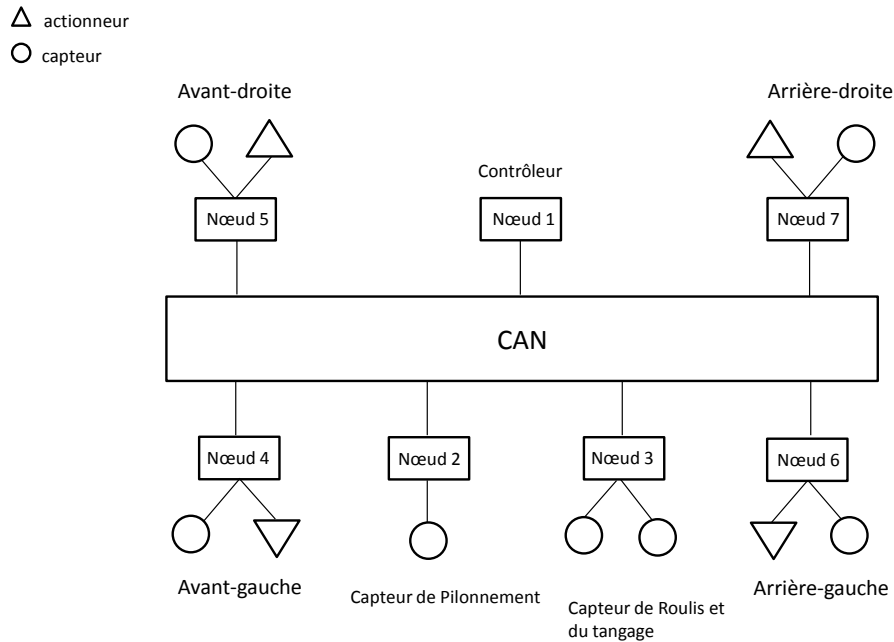 actionneur
capteur
Avant-droite
Arrière-droite
Contrôleur
Nœud 5
Nœud 1
Nœud 7
CAN
Nœud 4
Nœud 2
Nœud 3
Nœud 6
Avant-gauche
Capteur de Pilonnement
Capteur de Roulis et
du tangage
Arrière-gauche